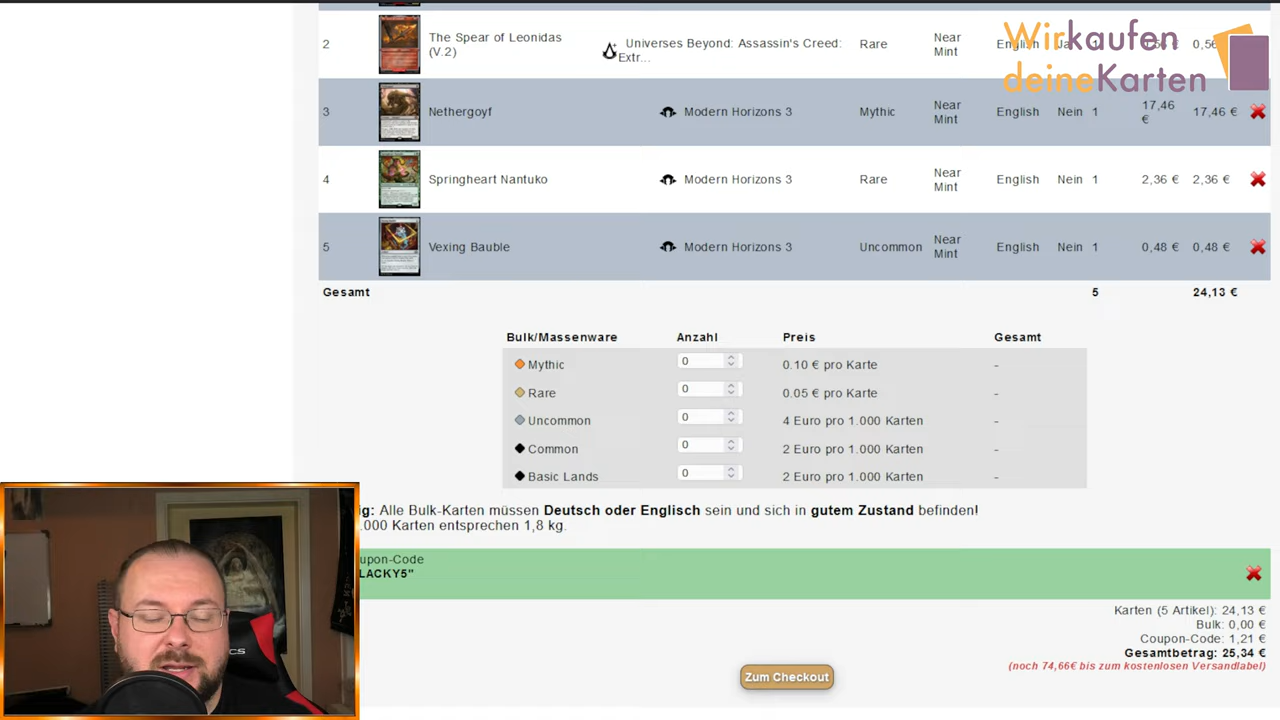 Wirkaufen
deineKarten
2 The Spear of Leonidas (V.2) Universes Beyond: Assassin's Creed: Extr... Rare Near Mint English
3 Nethergoyf Modern Horizons 3 Mythic Near Mint English Nein 1 17,46 € 17,46 €
4 Springheart Nantuko Modern Horizons 3 Rare Near Mint English Nein 1 2,36 € 2,36 €
5 Vexing Bauble Modern Horizons 3 Uncommon Near Mint English Nein 1 0,48 € 0,48 €
Gesamt 5 24,13 €
Bulk/Massenware Anzahl Preis Gesamt
Mythic 0 0.10 € pro Karte -
Rare 0 0.05 € pro Karte -
Uncommon 0 4 Euro pro 1.000 Karten -
Common 0 2 Euro pro 1.000 Karten -
Basic Lands 0 2 Euro pro 1.000 Karten -
ig: Alle Bulk-Karten müssen Deutsch oder Englisch sein und sich in gutem Zustand befinden!
.000 Karten entsprechen 1,8 kg.
upon-Code
LACKY5"
Karten (5 Artikel): 24,13 €
Bulk: 0,00 €
Coupon-Code: 1,21 €
Gesamtbetrag: 25,34 €
(noch 74,66€ bis zum kostenlosen Versandlabel)
Zum Checkout